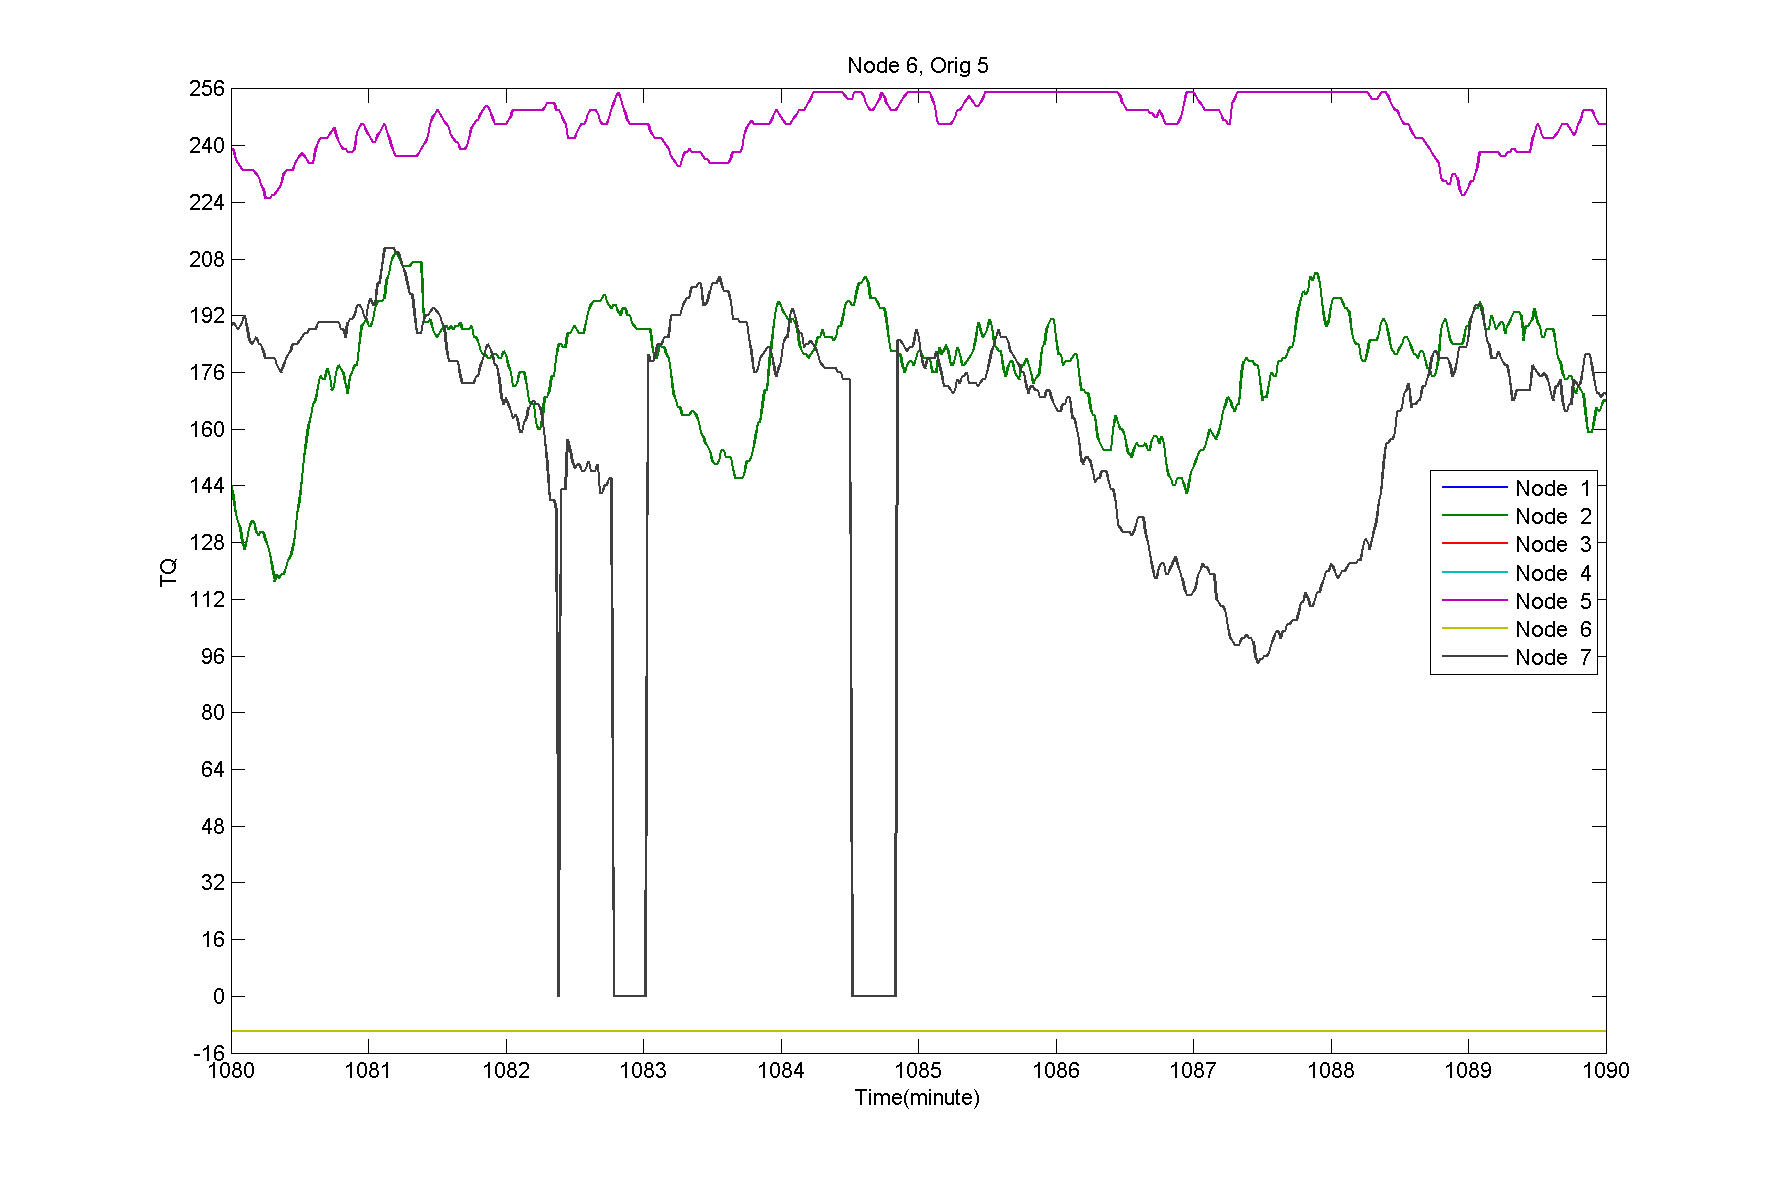 Node 6, Orig 5
256
240
224
208
192
176
160
144
128
112
96
80
64
48
32
16
0
-16
TQ
1080 1081 1082 1083 1084 1085 1086 1087 1088 1089 1090
Time(minute)
Node 1
Node 2
Node 3
Node 4
Node 5
Node 6
Node 7